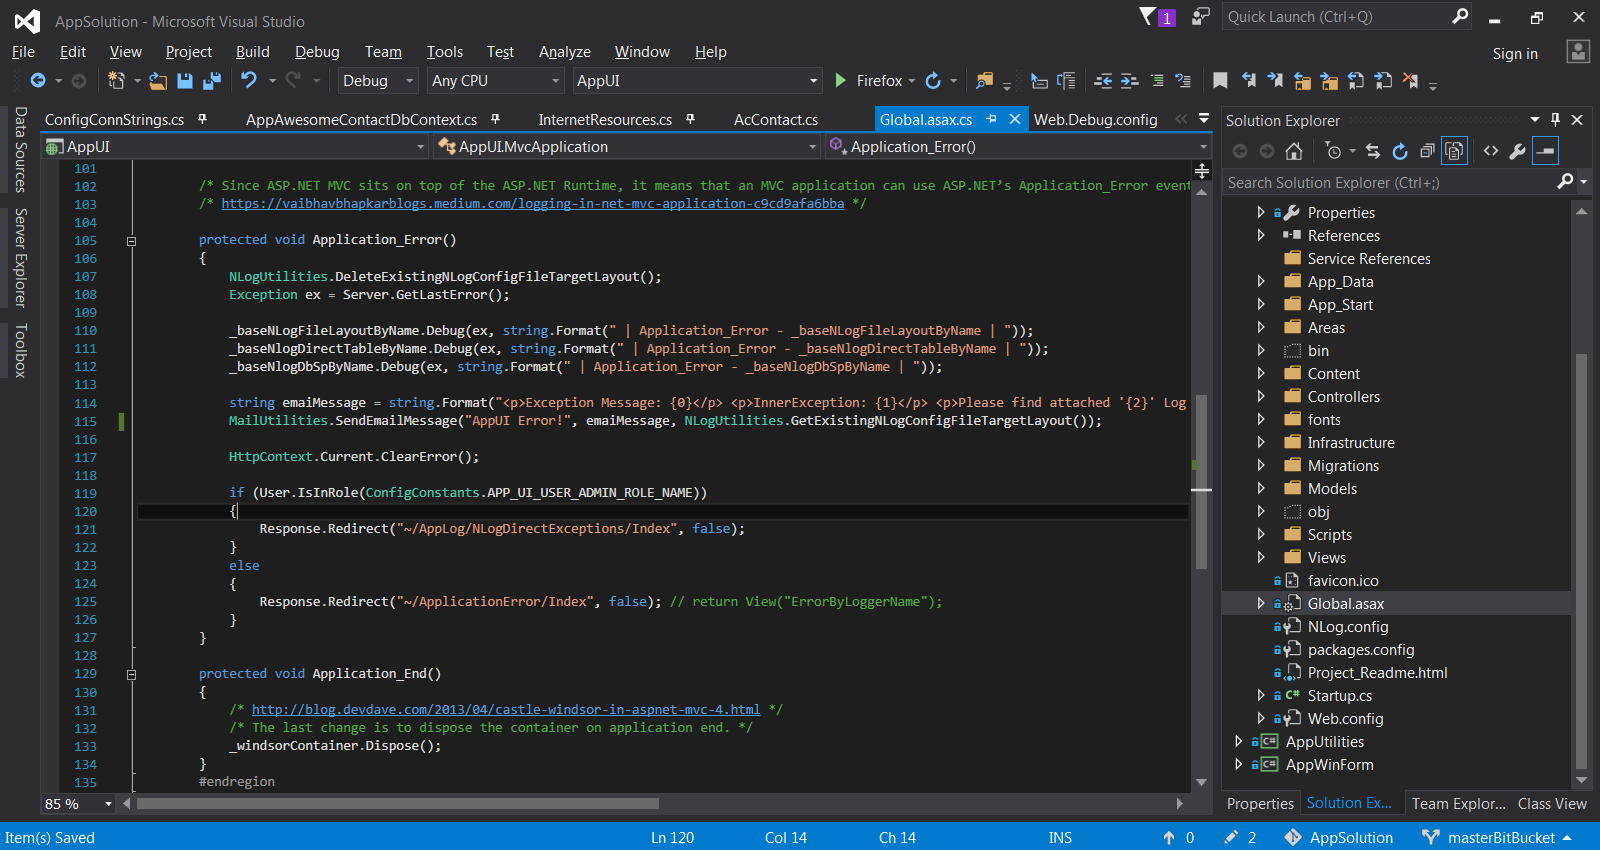 AppSolution - Microsoft Visual Studio
1
Quick Launch (Ctrl+Q)
File Edit View Project Build Debug Team Tools Test Analyze Window Help
Sign in
Debug Any CPU AppUI Firefox
Data Sources
Server Explorer
Toolbox
ConfigConnStrings.cs AppAwesomeContactDbContext.cs InternetResources.cs AcContact.cs Global.asax.cs Web.Debug.config
AppUI AppUI.MvcApplication Application_Error()
101
102 /* Since ASP.NET MVC sits on top of the ASP.NET Runtime, it means that an MVC application can use ASP.NET’s Application_Error event
103 /* https://vaibhavbhapkarblogs.medium.com/logging-in-net-mvc-application-c9cd9afa6bba */
104
105 protected void Application_Error()
106 {
107 NLogUtilities.DeleteExistingNLogConfigFileTargetLayout();
108 Exception ex = Server.GetLastError();
109
110 _baseNLogFileLayoutByName.Debug(ex, string.Format(" | Application_Error - _baseNLogFileLayoutByName | "));
111 _baseNlogDirectTableByName.Debug(ex, string.Format(" | Application_Error - _baseNlogDirectTableByName | "));
112 _baseNlogDbSpByName.Debug(ex, string.Format(" | Application_Error - _baseNlogDbSpByName | "));
113
114 string emaiMessage = string.Format("<p>Exception Message: {0}</p> <p>InnerException: {1}</p> <p>Please find attached '{2}' Log
115 MailUtilities.SendEmailMessage("AppUI Error!", emaiMessage, NLogUtilities.GetExistingNLogConfigFileTargetLayout());
116
117 HttpContext.Current.ClearError();
118
119 if (User.IsInRole(ConfigConstants.APP_UI_USER_ADMIN_ROLE_NAME))
120 {
121 Response.Redirect("~/AppLog/NLogDirectExceptions/Index", false);
122 }
123 else
124 {
125 Response.Redirect("~/ApplicationError/Index", false); // return View("ErrorByLoggerName");
126 }
127 }
128
129 protected void Application_End()
130 {
131 /* http://blog.devdave.com/2013/04/castle-windsor-in-aspnet-mvc-4.html */
132 /* The last change is to dispose the container on application end. */
133 _windsorContainer.Dispose();
134 }
135 #endregion
85 %
Solution Explorer
Search Solution Explorer (Ctrl+;)
Properties
References
Service References
App_Data
App_Start
Areas
bin
Content
Controllers
fonts
Infrastructure
Migrations
Models
obj
Scripts
Views
favicon.ico
Global.asax
NLog.config
packages.config
Project_Readme.html
C# Startup.cs
Web.config
C# AppUtilities
C# AppWinForm
Properties Solution Ex... Team Explor... Class View
Item(s) Saved Ln 120 Col 14 Ch 14 INS 0 2 AppSolution masterBitBucket